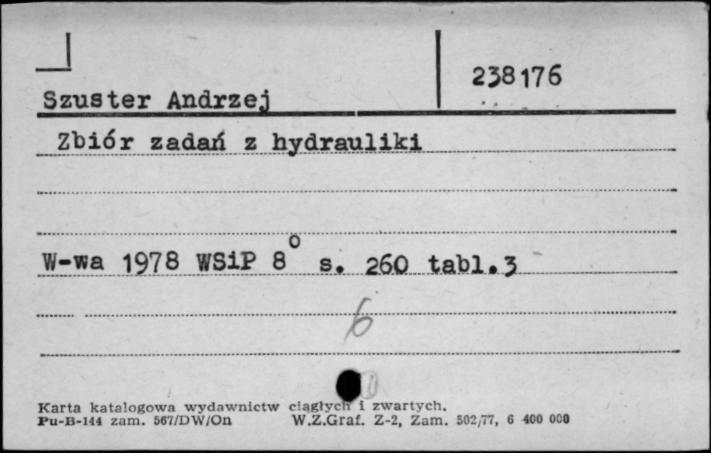 238176
Szuster Andrzej
Zbiór zadań z hydrauliki
W-wa 1978 WSiP 8° s. 260 tabl.3
6
Karta katalogowa wydawnictw ciągłych i zwartych.
Pu-B-144 zam. 567/DW/On W.Z.Graf. Z-2, Zam. 502/77, 6 400 000